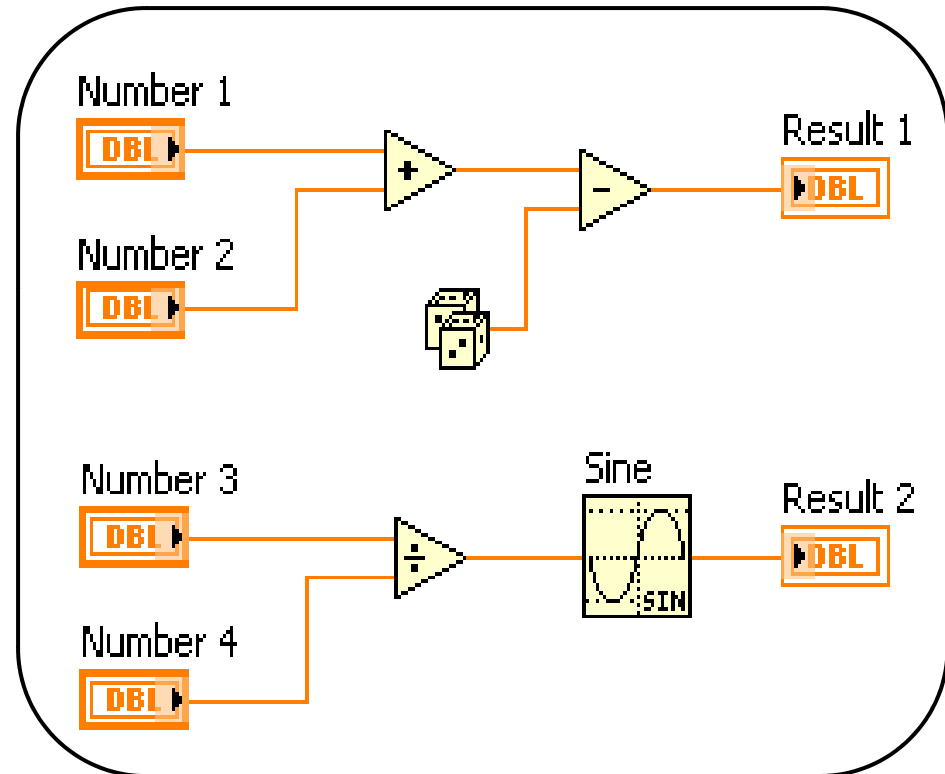 Number 1
DBL
+
-
Result 1
DBL
Number 2
DBL
Number 3
DBL
÷
Sine
SIN
Result 2
DBL
Number 4
DBL